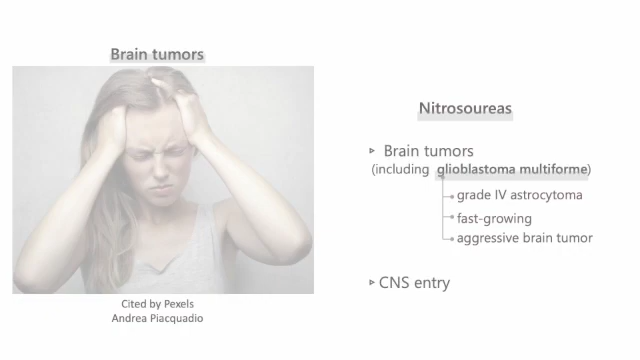 Brain tumors
Cited by Pexels
Andrea Piacquadio
Nitrosoureas
Brain tumors
(including glioblastoma multiforme)
grade IV astrocytoma
fast-growing
aggressive brain tumor
CNS entry